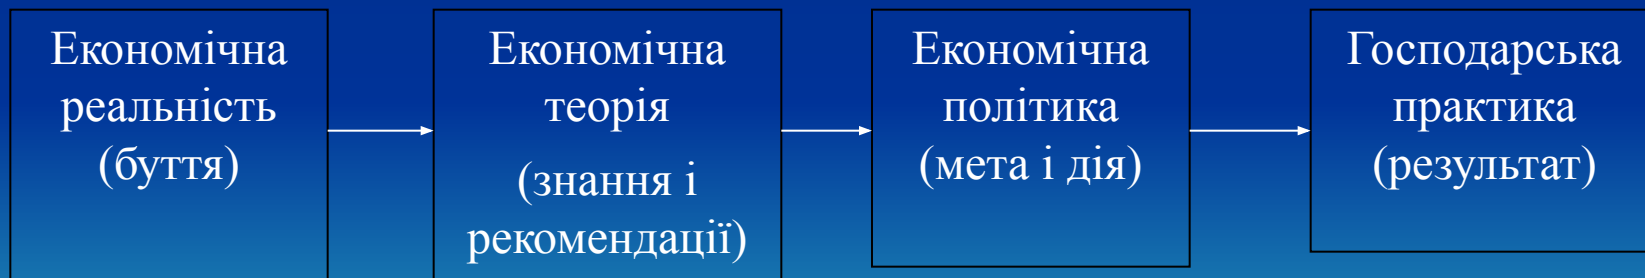 Економічна
реальність
(буття)
Економічна
теорія
(знання і
рекомендації)
Економічна
політика
(мета і дія)
Господарська
практика
(результат)